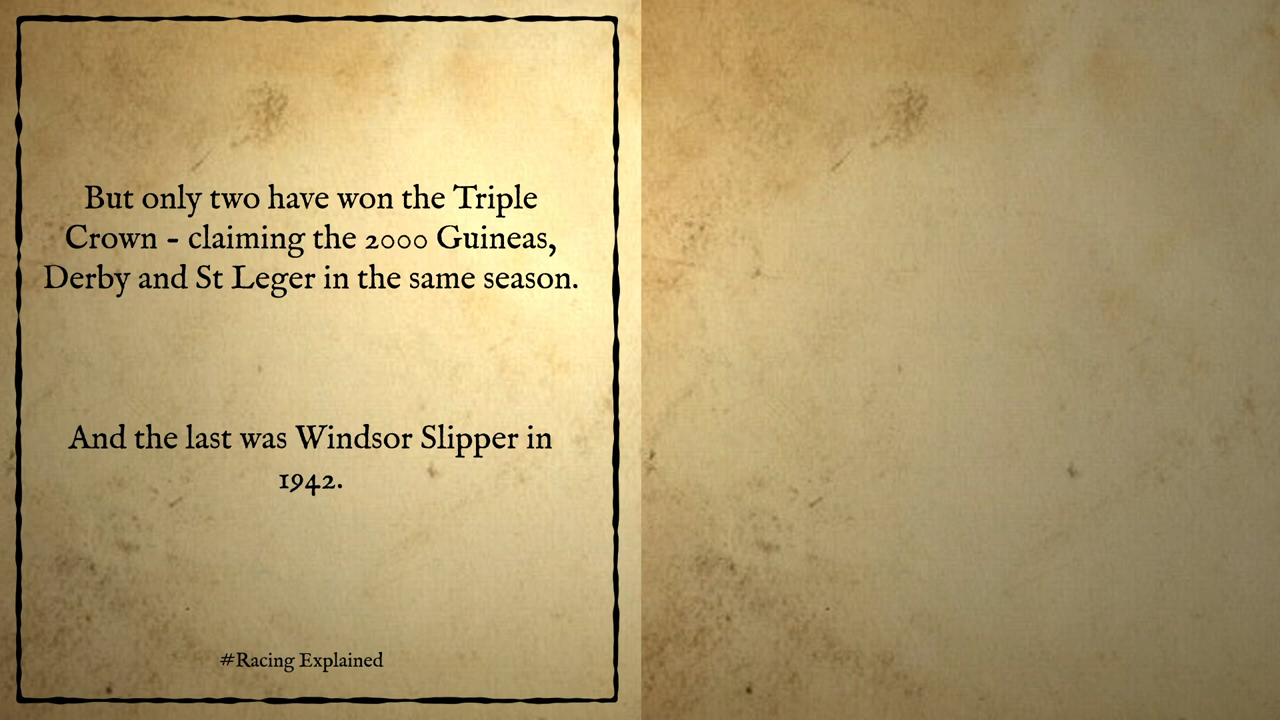 But only two have won the Triple
Crown - claiming the 2000 Guineas,
Derby and St Leger in the same season.
And the last was Windsor Slipper in
1942.
#Racing Explained